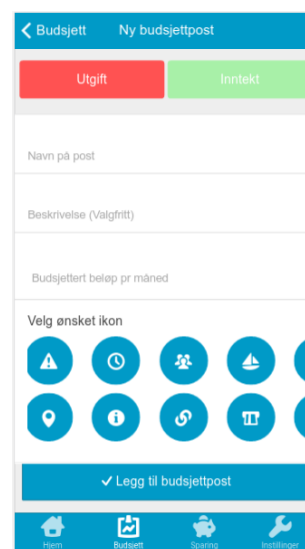 Budsjett Ny budsjettpost
Utgift Inntekt
Navn på post
Beskrivelse (Valgfritt)
Budsjettert beløp pr måned
Velg ønsket ikon
Legg til budsjettpost
Hjem Budsjett Sparing Instillinger